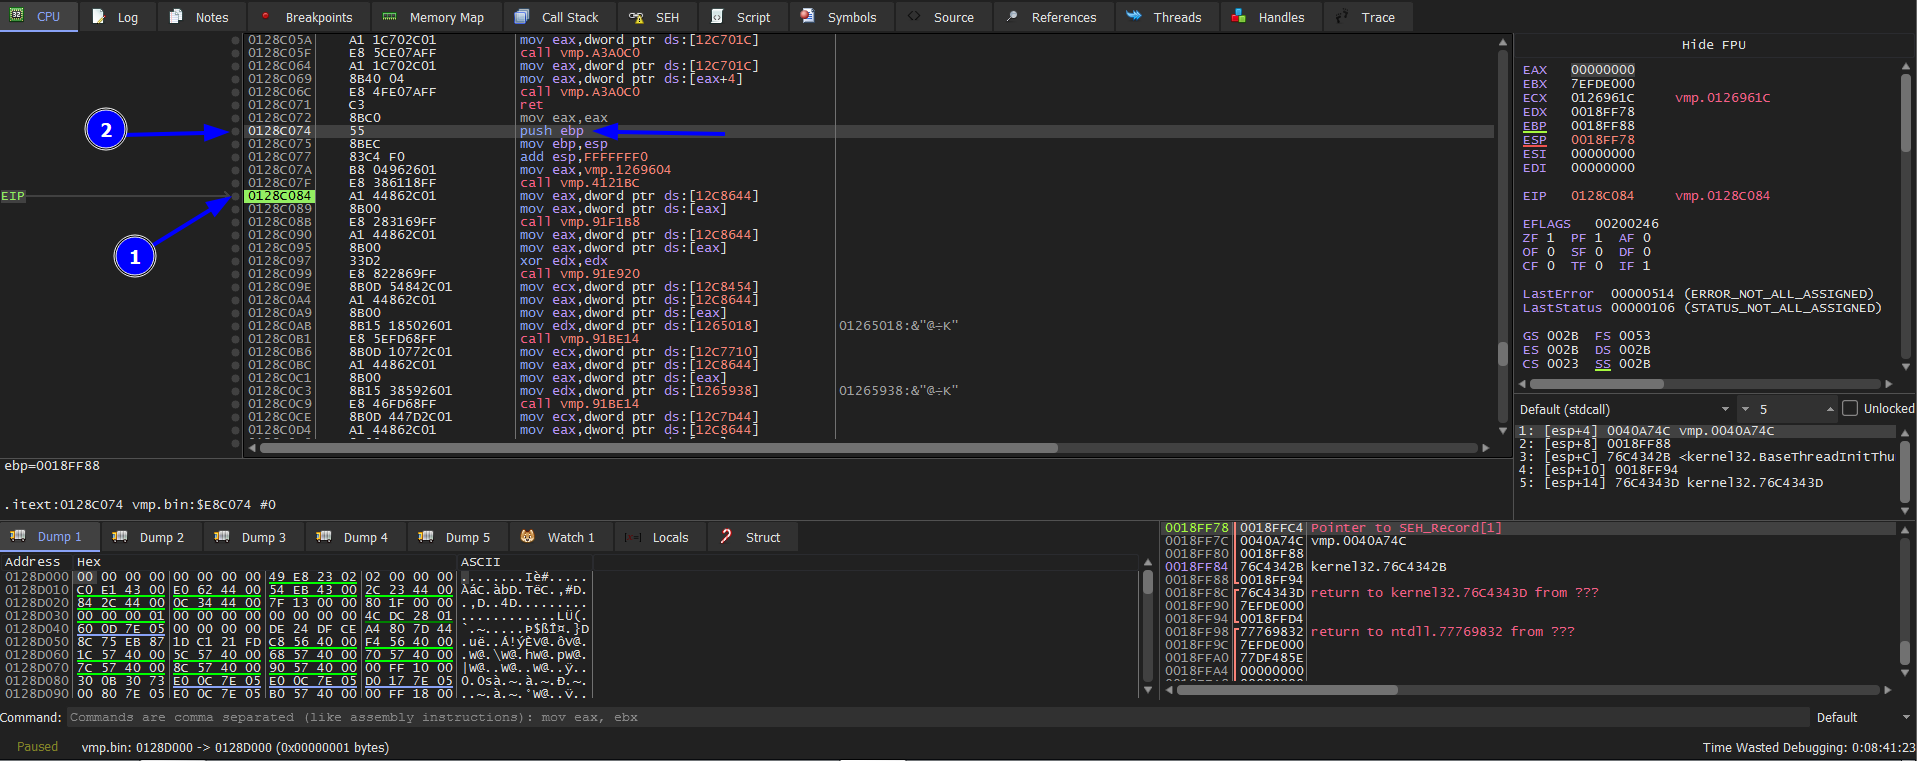 CPU Log Notes Breakpoints Memory Map Call Stack SEH Script Symbols Source References Threads Handles Trace
0128C05A A1 1C702C01 mov eax,dword ptr ds:[12C701C]
0128C05F E8 5CE07AFF call vmp.A3A0C0
0128C064 A1 1C702C01 mov eax,dword ptr ds:[12C701C]
0128C069 8B40 04 mov eax,dword ptr ds:[eax+4]
0128C06C E8 4FE07AFF call vmp.A3A0C0
0128C071 C3 ret
0128C072 8BC0 mov eax,eax
2 0128C074 55 push ebp
0128C075 8BEC mov ebp,esp
0128C077 83C4 F0 add esp,FFFFFFF0
0128C07A B8 04962601 mov eax,vmp.1269604
0128C07F E8 386118FF call vmp.4121BC
EIP 0128C084 A1 44862C01 mov eax,dword ptr ds:[12C8644]
0128C089 8B00 mov eax,dword ptr ds:[eax]
0128C08B E8 283169FF call vmp.91F1B8
0128C090 A1 44862C01 mov eax,dword ptr ds:[12C8644]
0128C095 8B00 mov eax,dword ptr ds:[eax]
1 0128C097 33D2 xor edx,edx
0128C099 E8 822869FF call vmp.91E920
0128C09E 8B0D 54842C01 mov ecx,dword ptr ds:[12C8454]
0128C0A4 A1 44862C01 mov eax,dword ptr ds:[12C8644]
0128C0A9 8B00 mov eax,dword ptr ds:[eax]
0128C0AB 8B15 18502601 mov edx,dword ptr ds:[1265018] 01265018:&"@÷K"
0128C0B1 E8 5EFD68FF call vmp.91BE14
0128C0B6 8B0D 10772C01 mov ecx,dword ptr ds:[12C7710]
0128C0BC A1 44862C01 mov eax,dword ptr ds:[12C8644]
0128C0C1 8B00 mov eax,dword ptr ds:[eax]
0128C0C3 8B15 38592601 mov edx,dword ptr ds:[1265938] 01265938:&"@÷K"
0128C0C9 E8 46FD68FF call vmp.91BE14
0128C0CE 8B0D 447D2C01 mov ecx,dword ptr ds:[12C7D44]
0128C0D4 A1 44862C01 mov eax,dword ptr ds:[12C8644]
Hide FPU
EAX 00000000
EBX 7EFDE000
ECX 0126961C vmp.0126961C
EDX 0018FF78
EBP 0018FF88
ESP 0018FF78
ESI 00000000
EDI 00000000
EIP 0128C084 vmp.0128C084
EFLAGS 00200246
ZF 1 PF 1 AF 0
OF 0 SF 0 DF 0
CF 0 TF 0 IF 1
LastError 00000514 (ERROR_NOT_ALL_ASSIGNED)
LastStatus 00000106 (STATUS_NOT_ALL_ASSIGNED)
GS 002B FS 0053
ES 002B DS 002B
CS 0023 SS 002B
Default (stdcall) 5 Unlocked
1: [esp+4] 0040A74C vmp.0040A74C
2: [esp+8] 0018FF88
3: [esp+C] 76C4342B <kernel32.BaseThreadInitThu
4: [esp+10] 0018FF94
5: [esp+14] 76C4343D kernel32.76C4343D
ebp=0018FF88
.itext:0128C074 vmp.bin:$E8C074 #0
Dump 1 Dump 2 Dump 3 Dump 4 Dump 5 Watch 1 Locals Struct
Address Hex ASCII
0128D000 00 00 00 00 00 00 00 00 49 E8 23 02 02 00 00 00 ........Iè#.....
0128D010 C0 E1 43 00 E0 62 44 00 54 EB 43 00 2C 23 44 00 ÀáC.àbD.TëC.,#D.
0128D020 84 2C 44 00 0C 34 44 00 7F 13 00 00 80 1F 00 00 .,D..4D.........
0128D030 00 00 00 01 00 00 00 00 00 00 00 00 4C DC 28 01 ............LÜ(.
0128D040 60 0D 7E 05 00 00 00 00 DE 24 DF CE A4 80 7D 44 `.~.....Þ$ßÎ¤.}D
0128D050 8C 75 EB 87 1D C1 21 FD C8 56 40 00 F4 56 40 00 .uë..Á!ýÈV@.ôV@.
0128D060 1C 57 40 00 5C 57 40 00 68 57 40 00 70 57 40 00 .W@.\W@.hW@.pW@.
0128D070 7C 57 40 00 8C 57 40 00 90 57 40 00 00 FF 10 00 |W@..W@..W@..ÿ..
0128D080 30 0B 30 73 E0 0C 7E 05 E0 0C 7E 05 D0 17 7E 05 0.0sà.~.à.~.Ð.~.
0128D090 00 80 7E 05 E0 0C 7E 05 B0 57 40 00 00 FF 18 00 ..~.à.~.°W@..ÿ..
0018FF78 0018FFC4 Pointer to SEH_Record[1]
0018FF7C 0040A74C vmp.0040A74C
0018FF80 0018FF88
0018FF84 76C4342B kernel32.76C4342B
0018FF88 0018FF94
0018FF8C 76C4343D return to kernel32.76C4343D from ???
0018FF90 7EFDE000
0018FF94 0018FFD4
0018FF98 77769832 return to ntdll.77769832 from ???
0018FF9C 7EFDE000
0018FFA0 77DF485E
0018FFA4 00000000
Command: Commands are comma separated (like assembly instructions): mov eax, ebx Default
Paused vmp.bin: 0128D000 -> 0128D000 (0x00000001 bytes) Time Wasted Debugging: 0:08:41:23